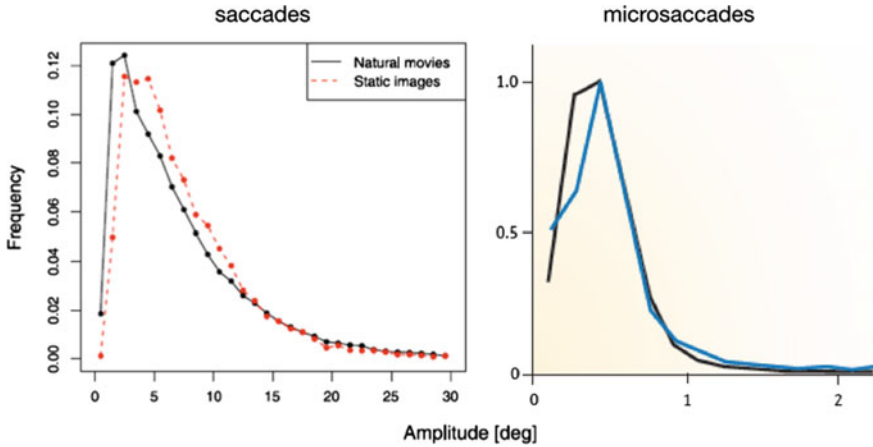 saccades
microsaccades
Natural movies
Static images
Frequency
0.12
0.10
0.08
0.06
0.04
0.02
0.00
0 5 10 15 20 25 30
1.0
0.5
0
0 1 2
Amplitude [deg]